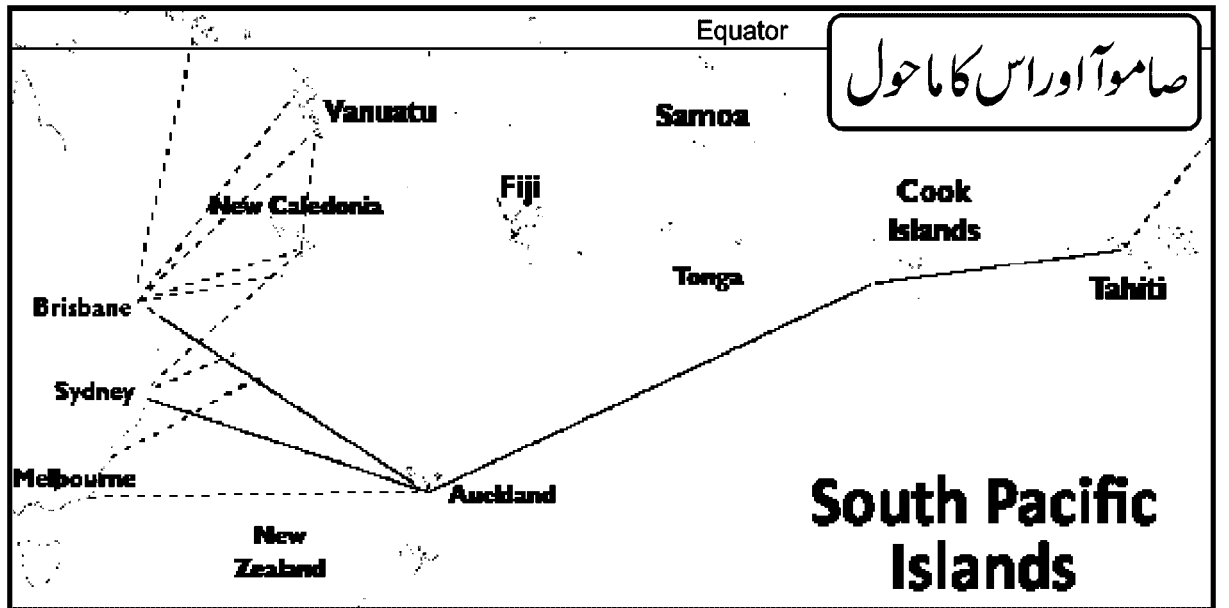 Equator
صاموآ اور اس کا ماحول
Vanuatu
Samoa
Fiji
Cook
Islands
New Caledonia
Tonga
Tahiti
Brisbane
Sydney
Melbourne
Auckland
South Pacific
Islands
New
Zealand